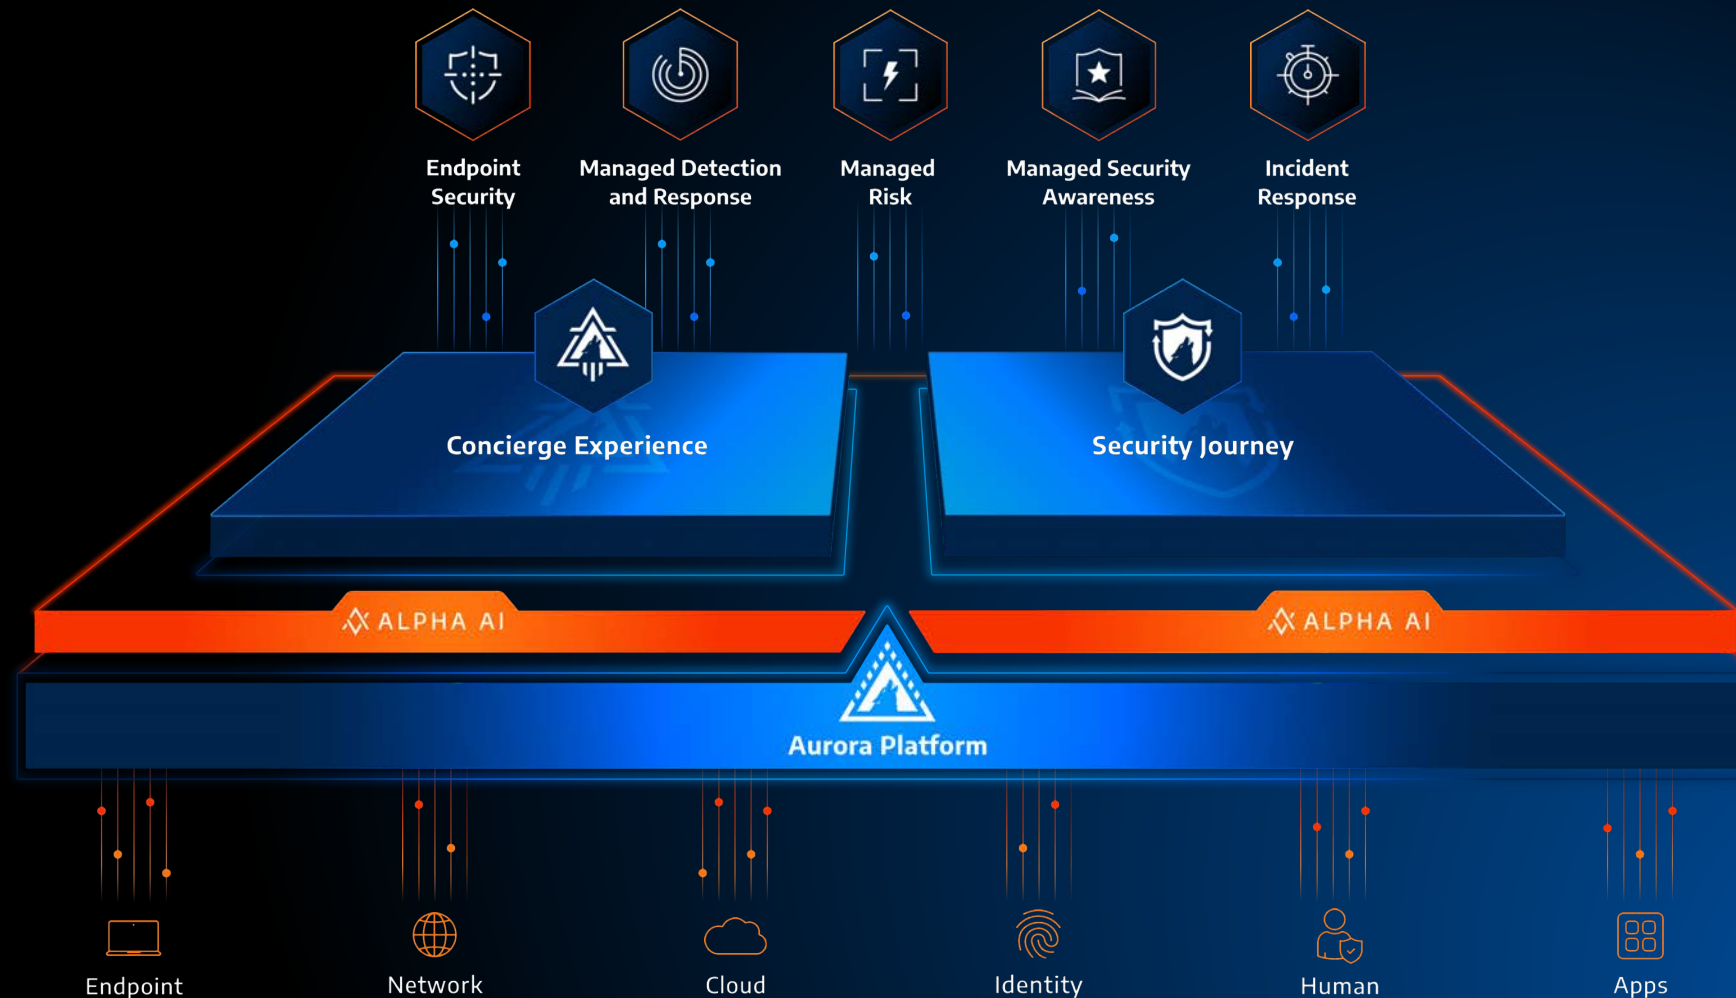 Endpoint
Security
Managed Detection
and Response
Managed
Risk
Managed Security
Awareness
Incident
Response
Concierge Experience
Security Journey
ALPHA AI
ALPHA AI
Aurora Platform
Endpoint
Network
Cloud
Identity
Human
Apps